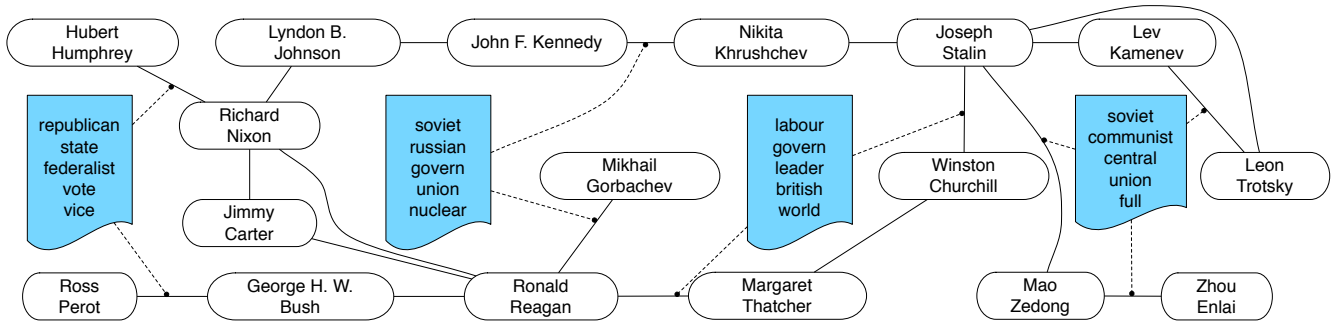 Hubert
Humphrey
Lyndon B.
Johnson
John F. Kennedy
Nikita
Khrushchev
Joseph
Stalin
Lev
Kamenev
republican
state
federalist
vote
vice
Richard
Nixon
soviet
russian
govern
union
nuclear
Mikhail
Gorbachev
labour
govern
leader
british
world
Winston
Churchill
soviet
communist
central
union
full
Leon
Trotsky
Jimmy
Carter
Ross
Perot
George H. W.
Bush
Ronald
Reagan
Margaret
Thatcher
Mao
Zedong
Zhou
Enlai